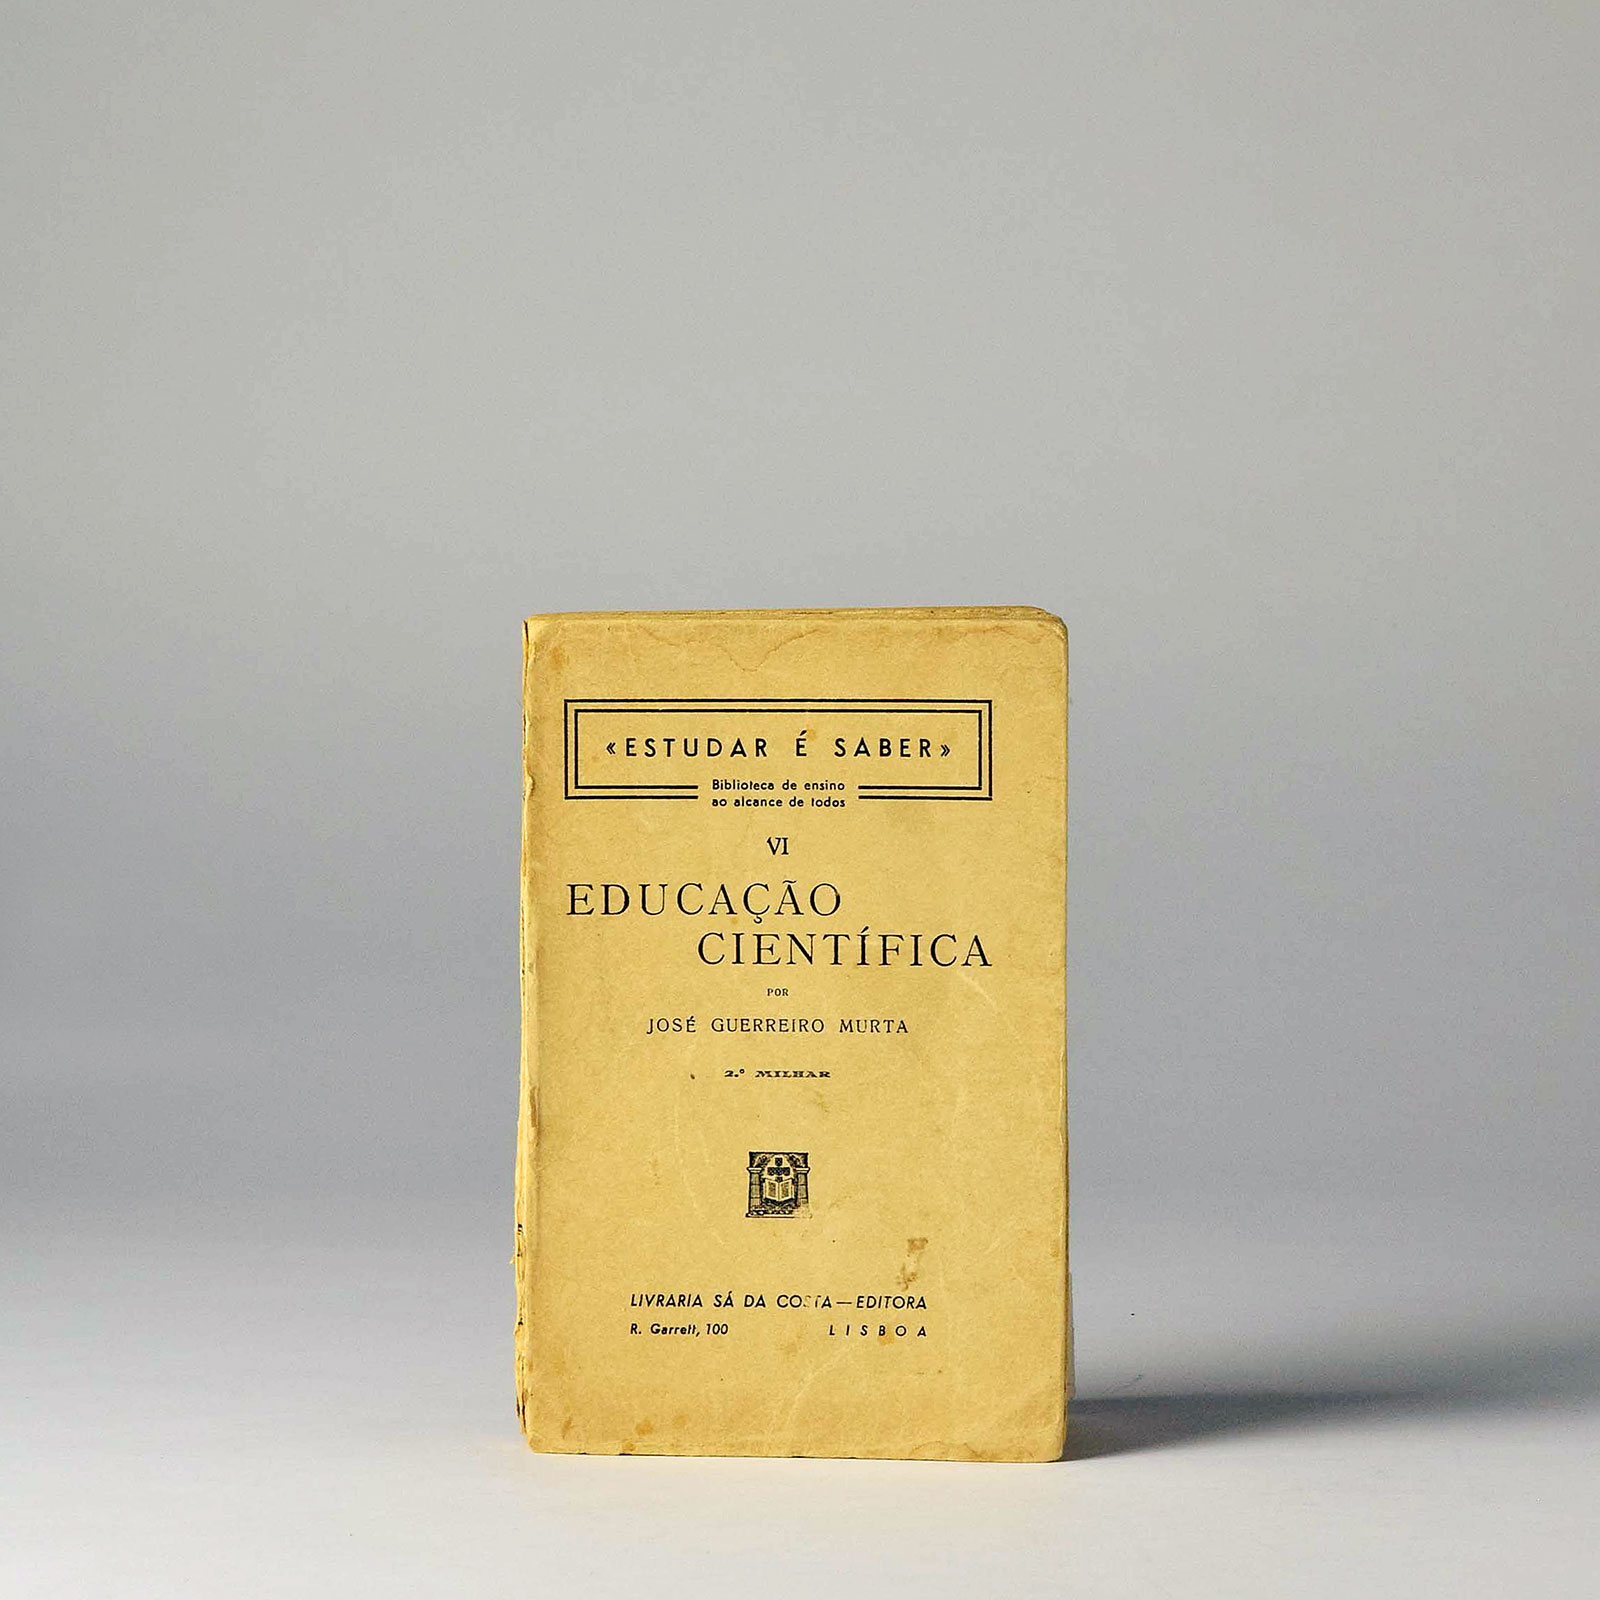 «ESTUDAR É SABER»
Biblioteca de ensino
ao alcance de todos
VI
EDUCAÇÃO
CIENTÍFICA
POR
JOSÉ GUERREIRO MURTA
2.º MILHAR
LIVRARIA SÁ DA COSTA—EDITORA
R. Garrett, 100 LISBOA